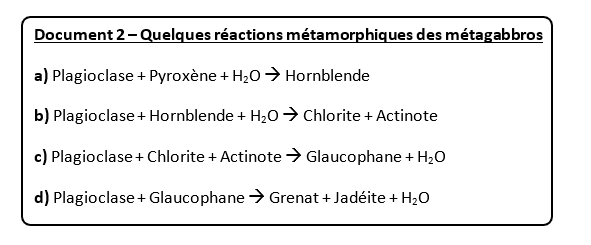 Document 2 – Quelques réactions métamorphiques des métagabbros
a) Plagioclase + Pyroxène + H₂O → Hornblende
b) Plagioclase + Hornblende + H₂O → Chlorite + Actinote
c) Plagioclase + Chlorite + Actinote → Glaucophane + H₂O
d) Plagioclase + Glaucophane → Grenat + Jadéite + H₂O